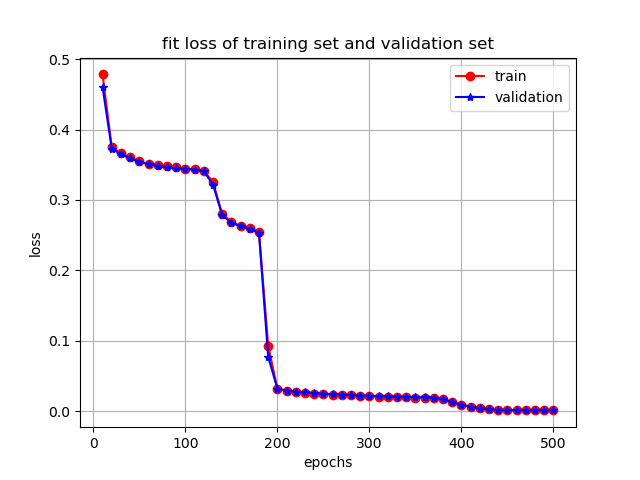 fit loss of training set and validation set
train
validation
0.5
0.4
0.3
0.2
0.1
0.0
loss
0
100
200
300
400
500
epochs